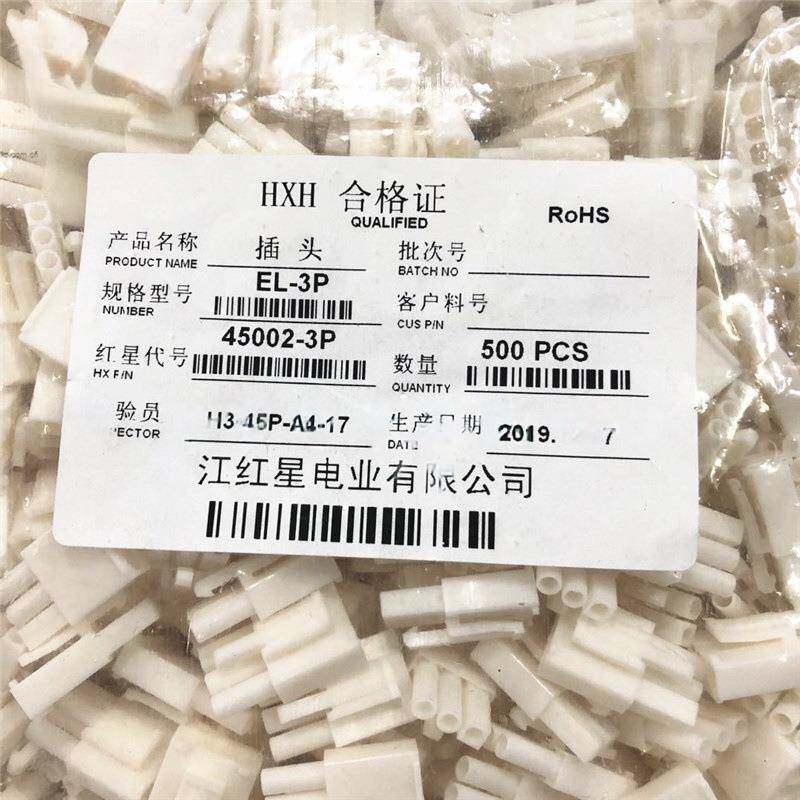 HXH 合格证
QUALIFIED
RoHS
产品名称 插头
PRODUCT NAME
批次号
BATCH NO
规格型号 EL-3P
NUMBER
客户料号
CUS P/N
红星代号 45002-3P
HX P/N
数量 500 PCS
QUANTITY
验员 H3-45P-A4-17
PECTOR
生产日期 2019. 7
DATE
江红星电业有限公司